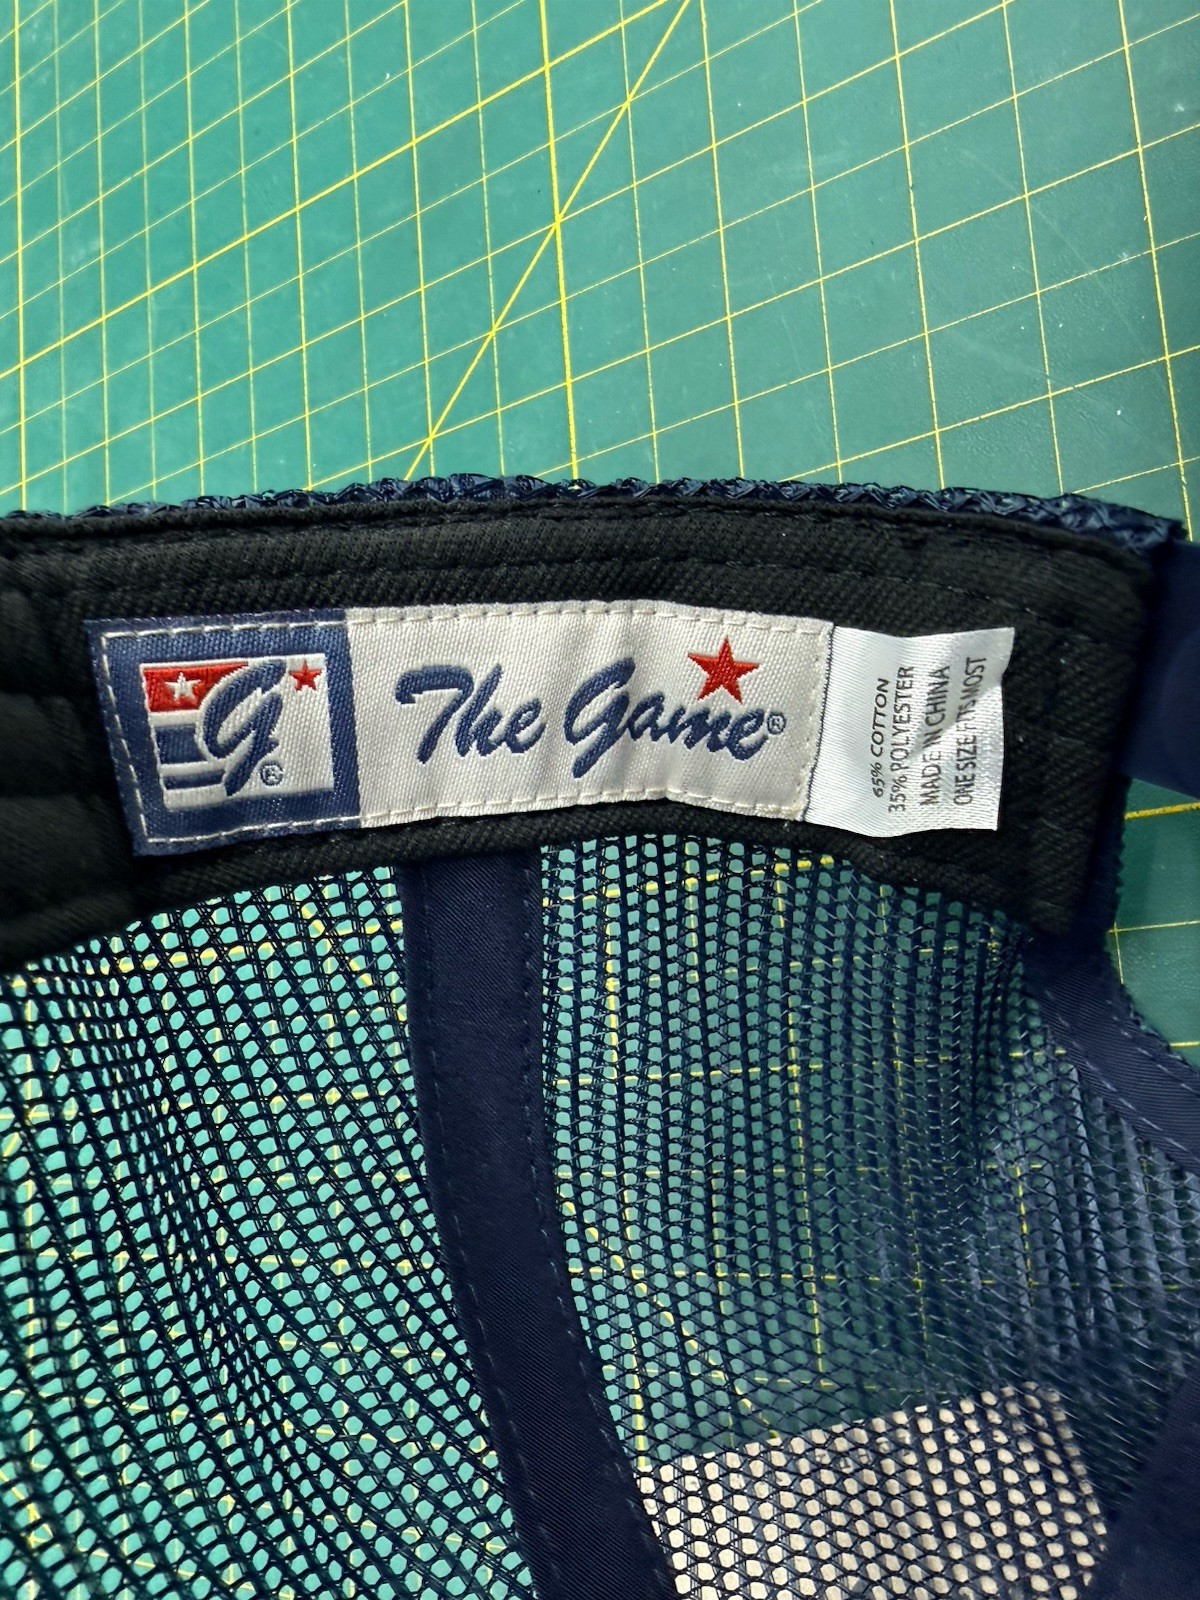 G®
The Game®
65% COTTON
35% POLYESTER
MADE IN CHINA
ONE SIZE FITS MOST